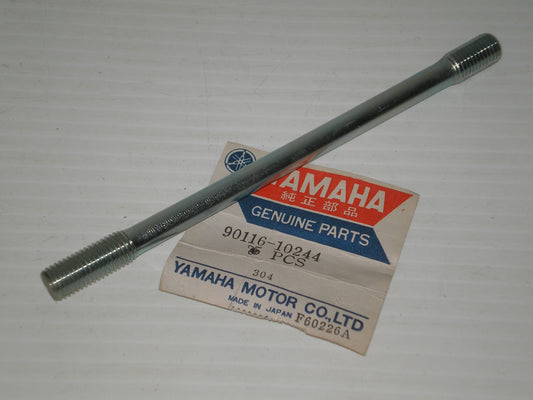 YAMAHA
純正部品
GENUINE PARTS
90116-10244
PCS
304
YAMAHA MOTOR CO.,LTD
MADE IN JAPAN F60226A